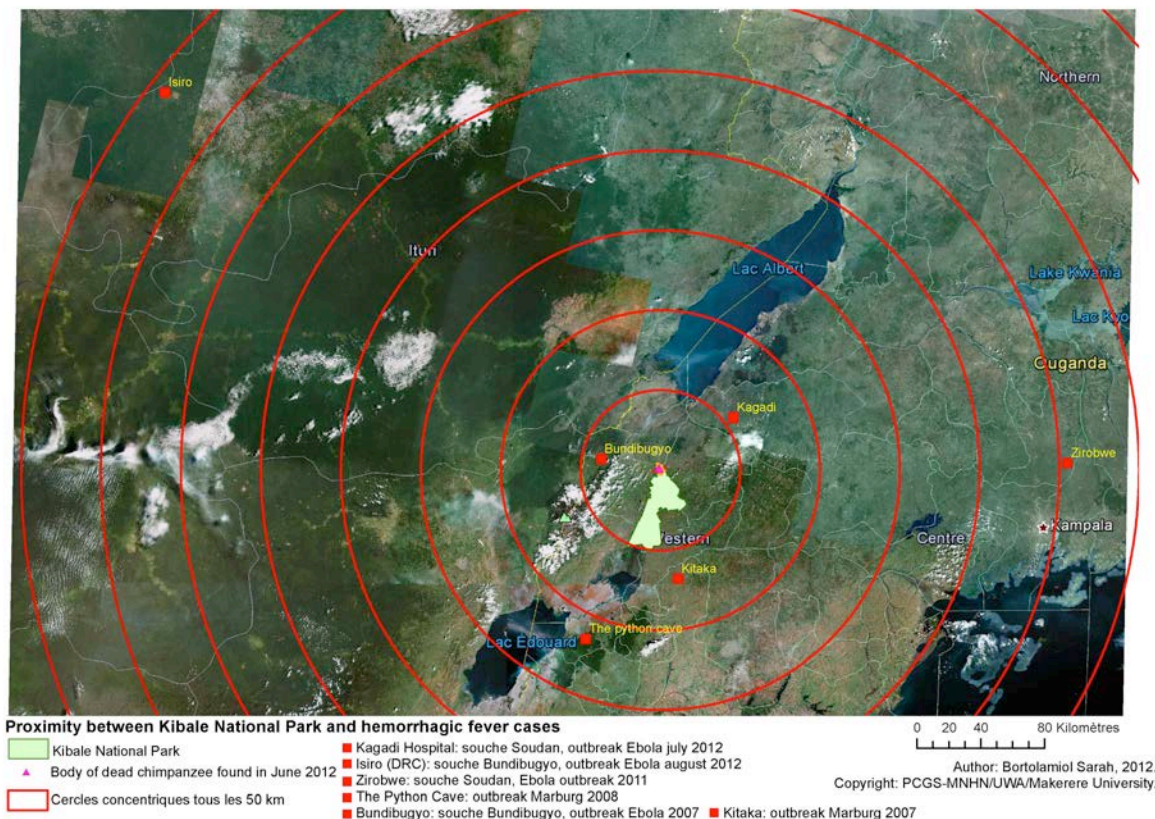 Isiro
Northern
Ituri
Lac Albert
Lake Kwania
Lac Kyo
Ouganda
Kagadi
Bundibugyo
Zirobwe
Western
Centre
Kampala
Kitaka
The python cave
Lac Edouard
Proximity between Kibale National Park and hemorrhagic fever cases
Kibale National Park
Body of dead chimpanzee found in June 2012
Cercles concentriques tous les 50 km
Kagadi Hospital: souche Soudan, outbreak Ebola july 2012
Isiro (DRC): souche Bundibugyo, outbreak Ebola august 2012
Zirobwe: souche Soudan, Ebola outbreak 2011
The Python Cave: outbreak Marburg 2008
Bundibugyo: souche Bundibugyo, outbreak Ebola 2007 Kitaka: outbreak Marburg 2007
0 20 40 80 Kilomètres
Author: Bortolamiol Sarah, 2012.
Copyright: PCGS-MNHN/UWA/Makerere University.